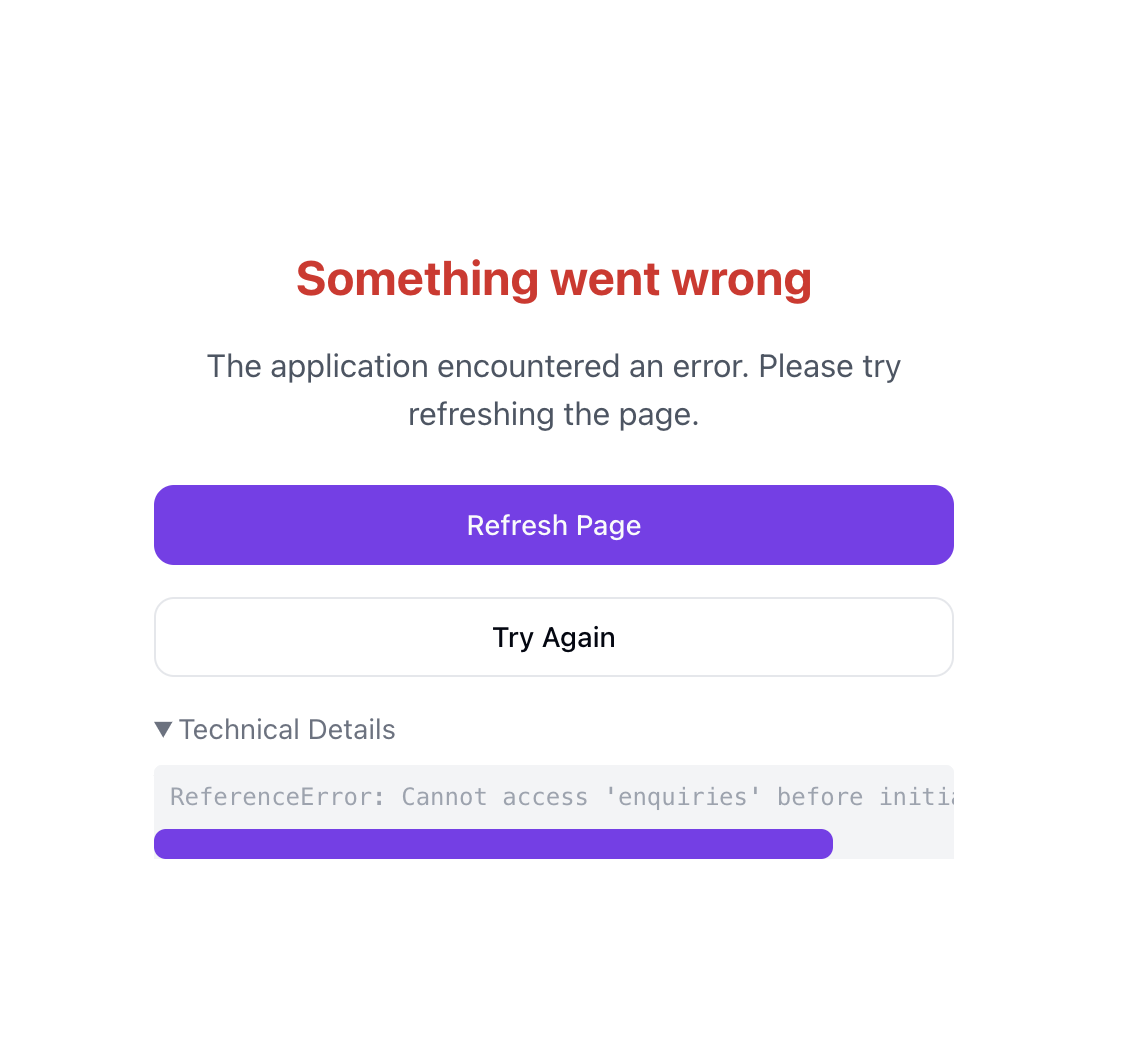 Something went wrong
The application encountered an error. Please try
refreshing the page.
Refresh Page
Try Again
Technical Details
ReferenceError: Cannot access 'enquiries' before initia